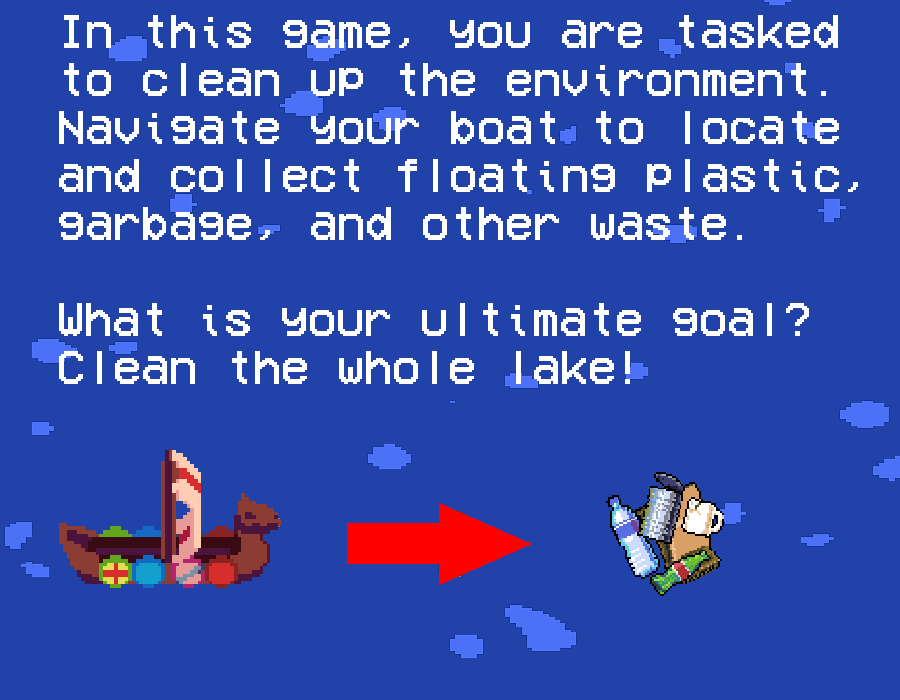 In this game, you are tasked
to clean up the environment.
Navigate your boat to locate
and collect floating plastic,
garbage, and other waste.
What is your ultimate goal?
Clean the whole lake!